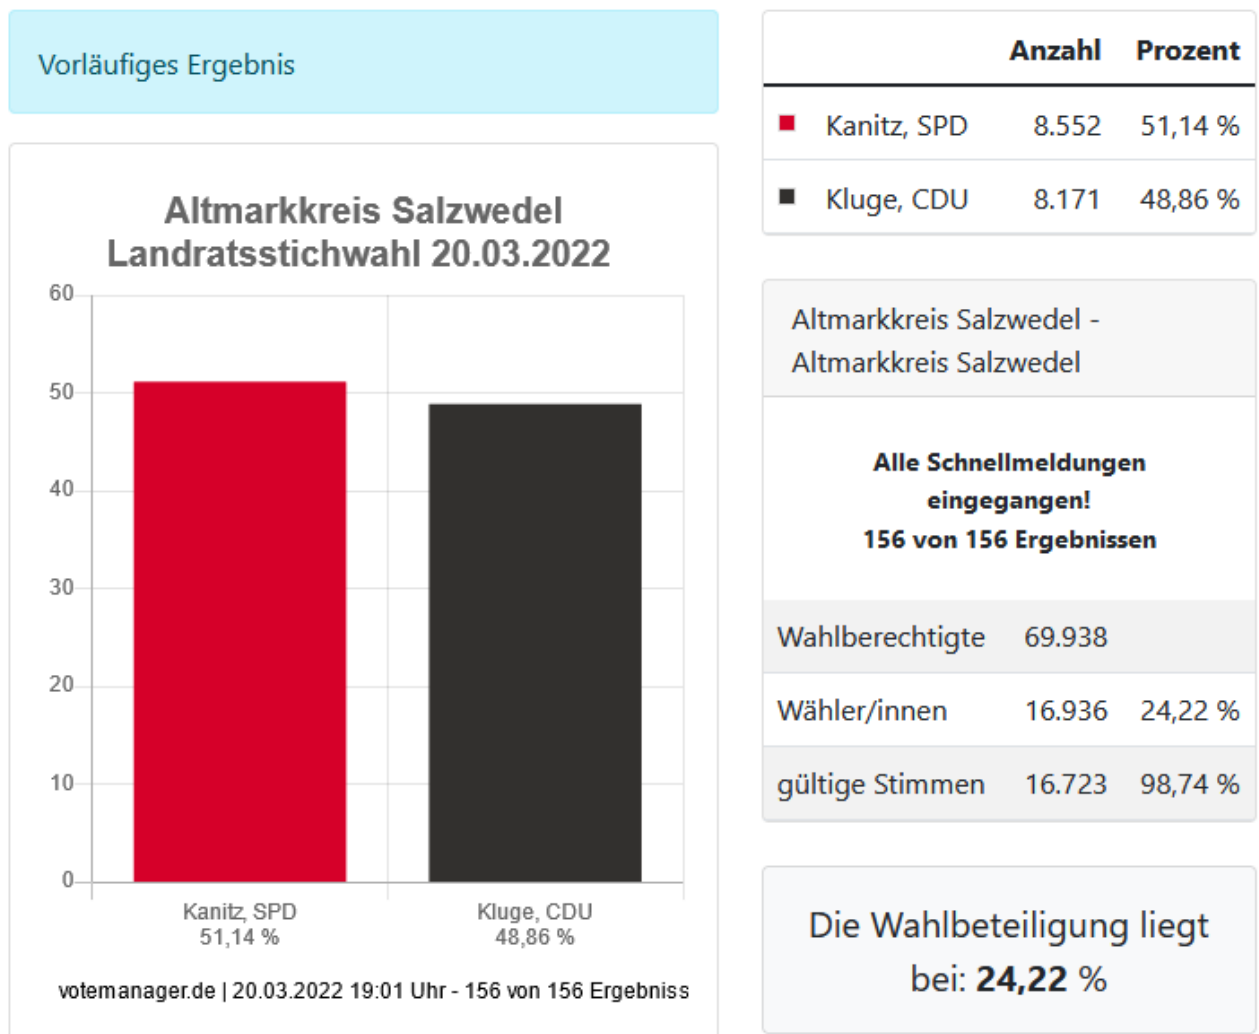 Vorläufiges Ergebnis
Altmarkkreis Salzwedel
Landratsstichwahl 20.03.2022
60
50
40
30
20
10
0
Kanitz, SPD
51,14 %
Kluge, CDU
48,86 %
votemanager.de | 20.03.2022 19:01 Uhr - 156 von 156 Ergebniss
Anzahl Prozent
Kanitz, SPD 8.552 51,14 %
Kluge, CDU 8.171 48,86 %
Altmarkkreis Salzwedel -
Altmarkkreis Salzwedel
Alle Schnellmeldungen
eingegangen!
156 von 156 Ergebnissen
Wahlberechtigte 69.938
Wähler/innen 16.936 24,22 %
gültige Stimmen 16.723 98,74 %
Die Wahlbeteiligung liegt
bei: 24,22 %